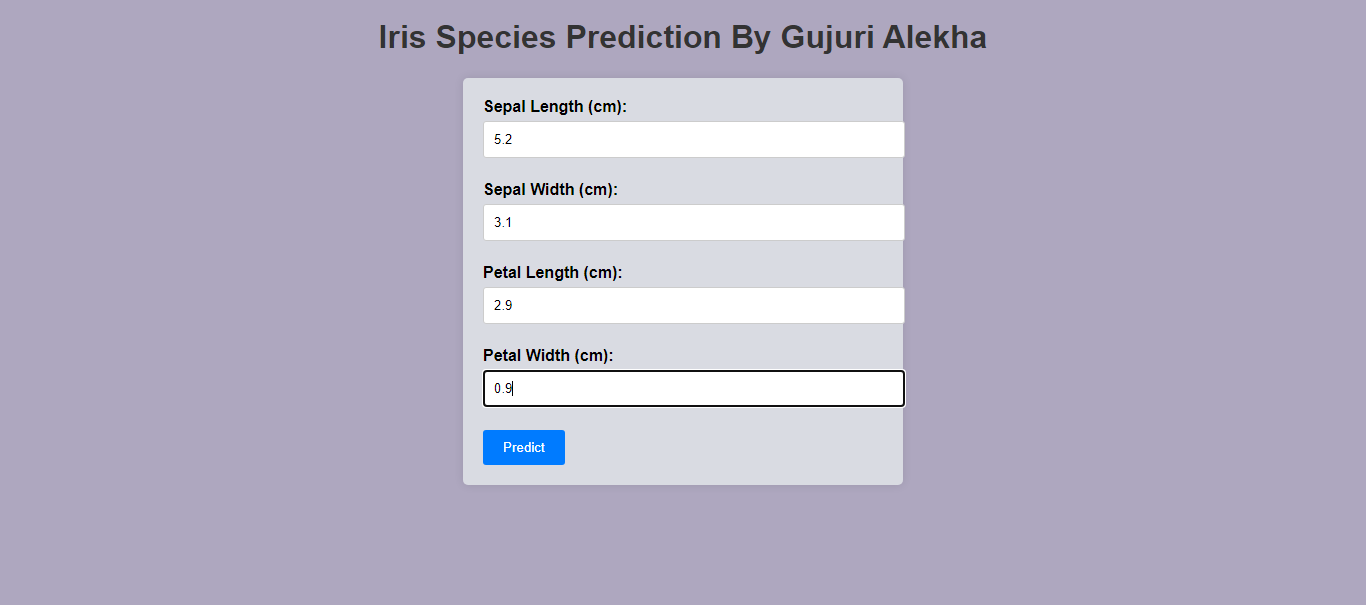 Iris Species Prediction By Gujuri Alekha
Sepal Length (cm):
5.2
Sepal Width (cm):
3.1
Petal Length (cm):
2.9
Petal Width (cm):
0.9
Predict